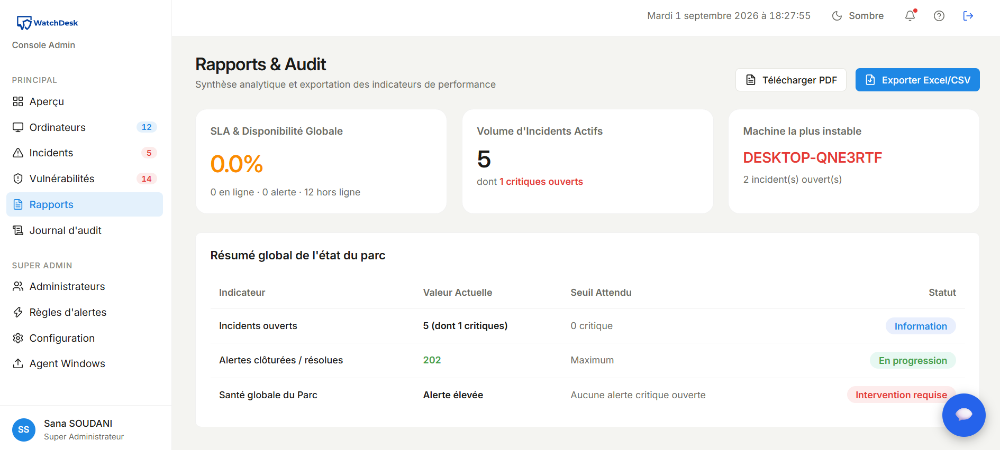 WatchDesk
Console Admin
PRINCIPAL
Aperçu
Ordinateurs 12
Incidents 5
Vulnérabilités 14
Rapports
Journal d'audit
SUPER ADMIN
Administrateurs
Règles d'alertes
Configuration
Agent Windows
SS
Sana SOUDANI
Super Administrateur
Mardi 1 septembre 2026 à 18:27:55 Sombre
Rapports & Audit
Synthèse analytique et exportation des indicateurs de performance
Télécharger PDF Exporter Excel/CSV
SLA & Disponibilité Globale
0.0%
0 en ligne · 0 alerte · 12 hors ligne
Volume d'Incidents Actifs
5
dont 1 critiques ouverts
Machine la plus instable
DESKTOP-QNE3RTF
2 incident(s) ouvert(s)
Résumé global de l'état du parc
Indicateur Valeur Actuelle Seuil Attendu Statut
Incidents ouverts 5 (dont 1 critiques) 0 critique Information
Alertes clôturées / résolues 202 Maximum En progression
Santé globale du Parc Alerte élevée Aucune alerte critique ouverte Intervention requise